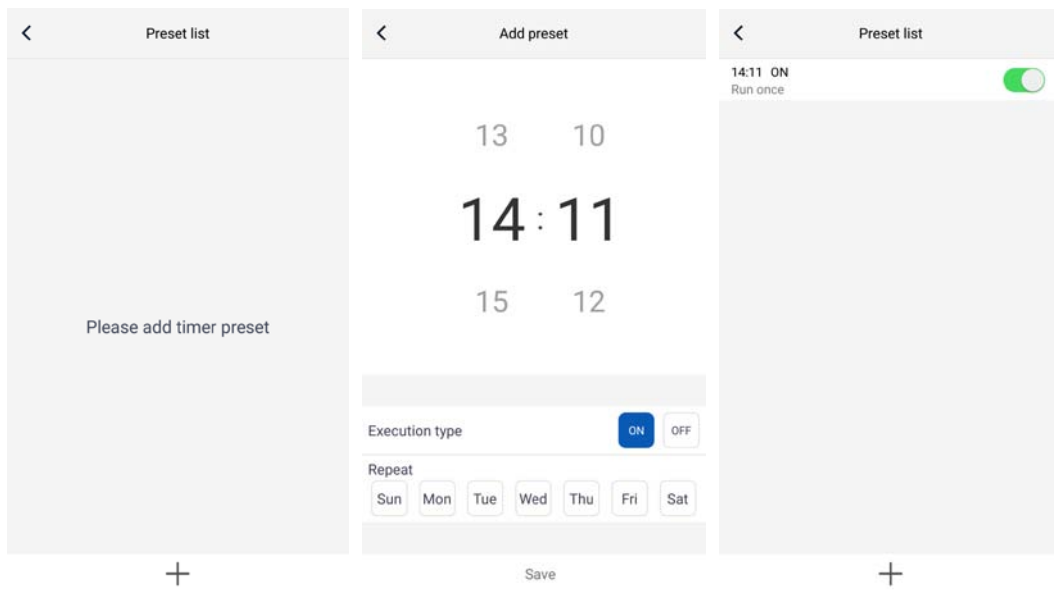 Preset list
Please add timer preset
Add preset
13 10
14 : 11
15 12
Execution type ON OFF
Repeat
Sun Mon Tue Wed Thu Fri Sat
Save
Preset list
14:11 ON
Run once